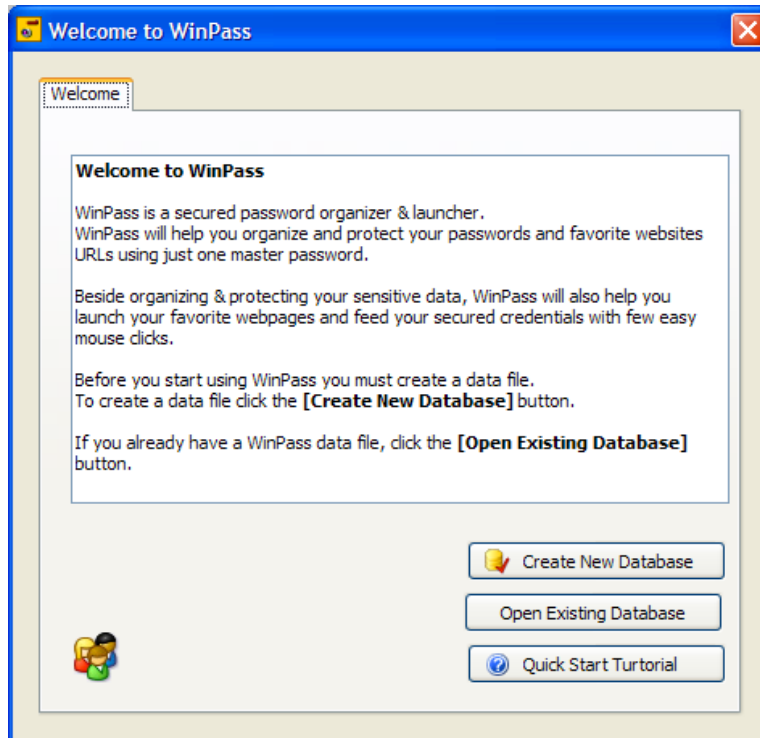 Welcome to WinPass
Welcome
Welcome to WinPass
WinPass is a secured password organizer & launcher.
WinPass will help you organize and protect your passwords and favorite websites
URLs using just one master password.
Beside organizing & protecting your sensitive data, WinPass will also help you
launch your favorite webpages and feed your secured credentials with few easy
mouse clicks.
Before you start using WinPass you must create a data file.
To create a data file click the [Create New Database] button.
If you already have a WinPass data file, click the [Open Existing Database]
button.
Create New Database
Open Existing Database
Quick Start Turtorial